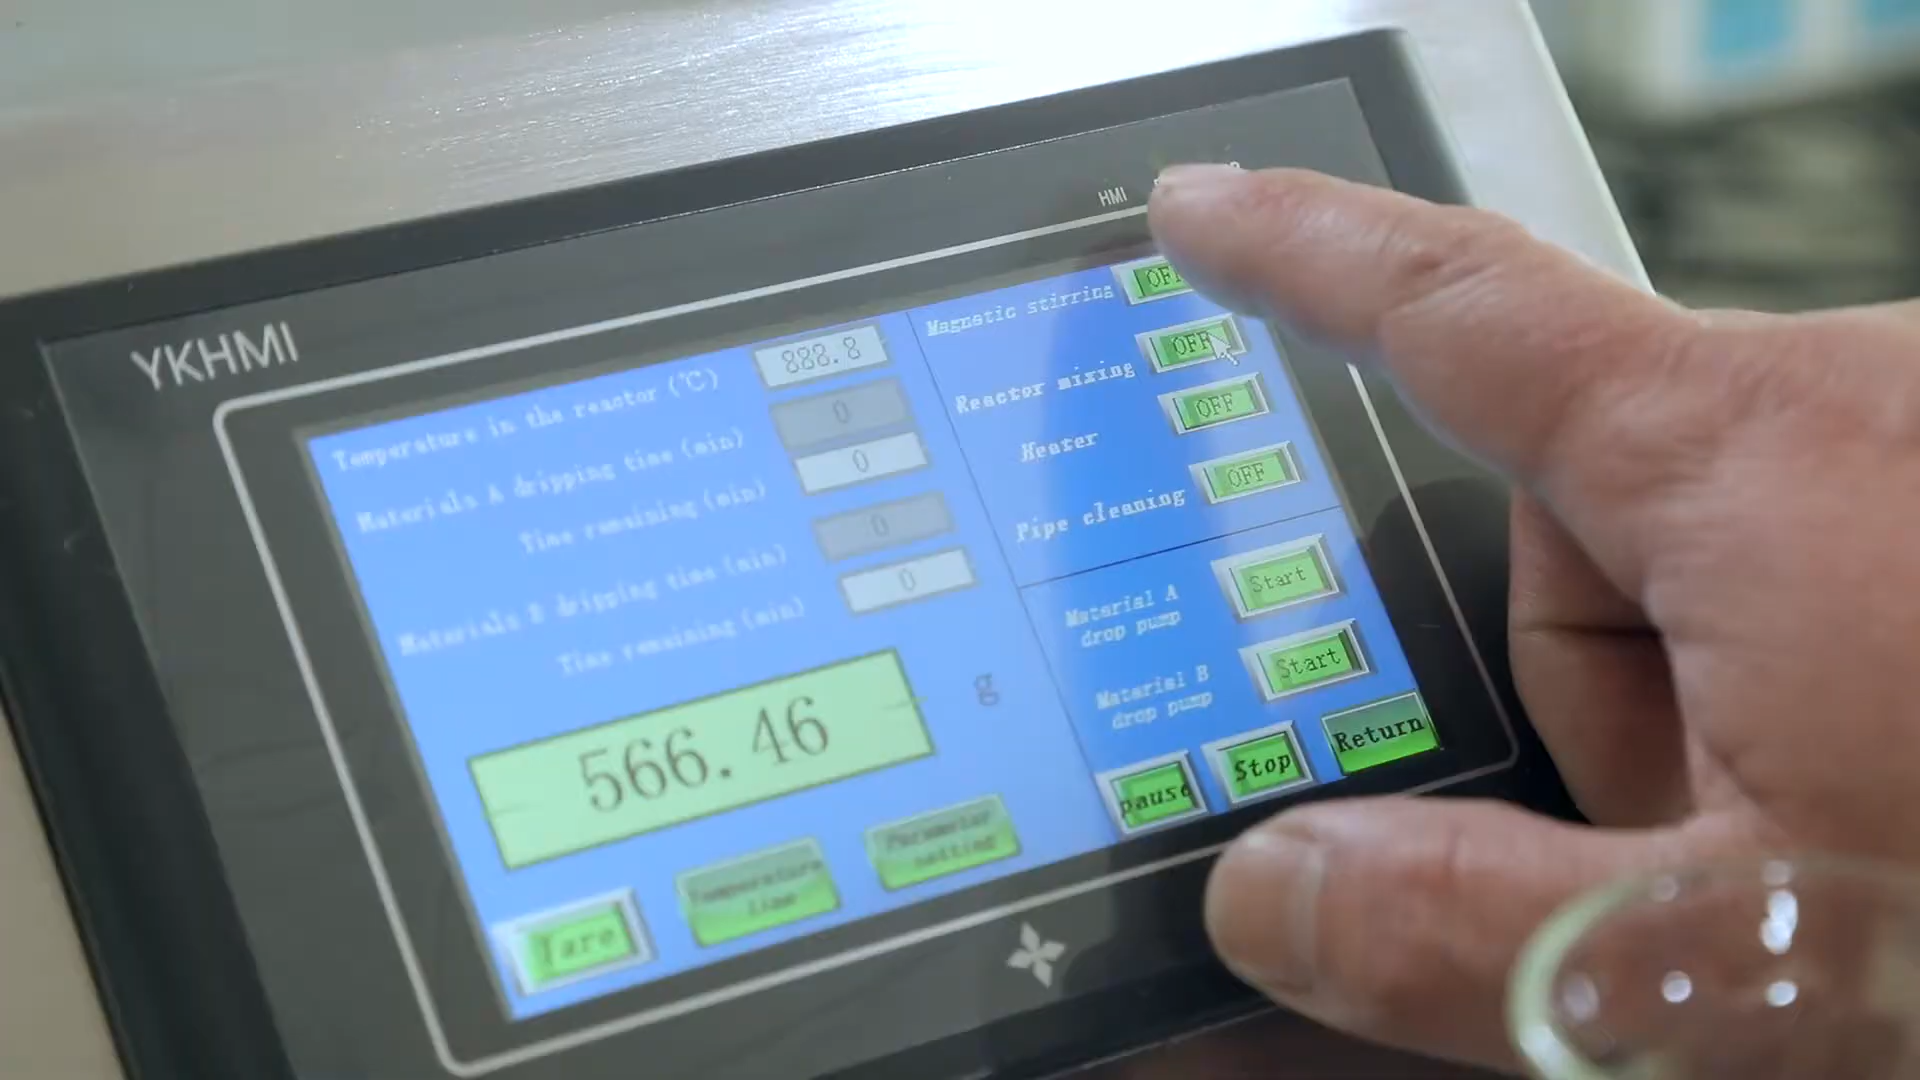 HMI
YKHMI
Temperature in the reactor (℃)
888.8
Materials A dripping time (min)
0
Time remaining (min)
0
Materials B dripping time (min)
0
Time remaining (min)
0
566.46
g
Tare
Temperature
Parameter
setting
Magnetic stirring
OFF
Reactor mixing
OFF
Heater
OFF
Pipe cleaning
OFF
Material A
drop pump
Start
Material B
drop pump
Start
pause
Stop
Return